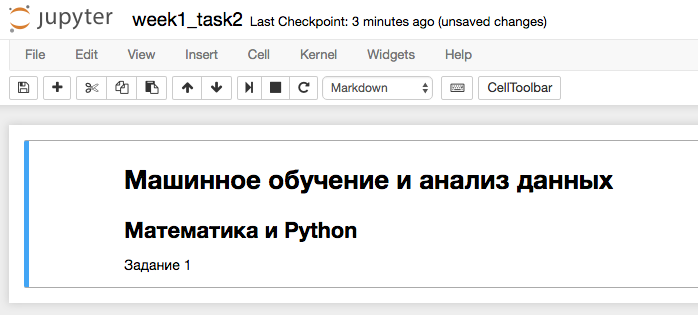 jupyter week1_task2 Last Checkpoint: 3 minutes ago (unsaved changes)
File Edit View Insert Cell Kernel Widgets Help
Markdown CellToolbar
Машинное обучение и анализ данных
Математика и Python
Задание 1